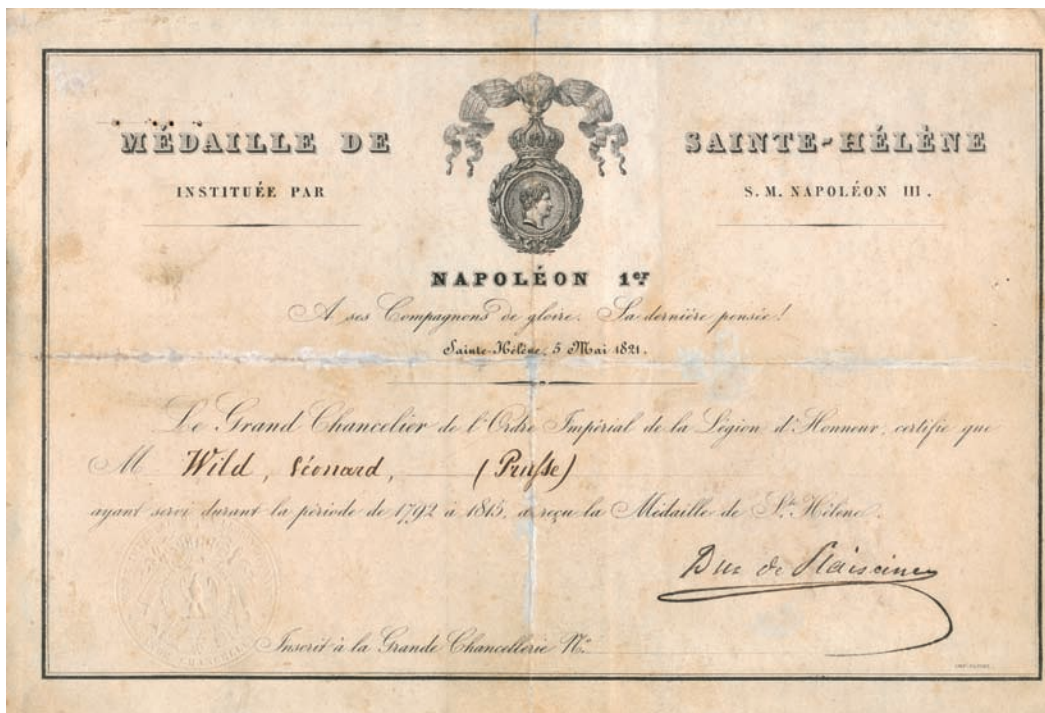 MÉDAILLE DE SAINTE-HÉLÈNE
INSTITUÉE PAR S. M. NAPOLÉON III.
NAPOLÉON 1er
A ses Compagnons de gloire. Sa dernière pensée!
Sainte-Hélène, 5 Mai 1821.
Le Grand Chancelier de l'Ordre Impérial de la Légion d'Honneur, certifie que
M Wild, Léonard, (Prusse)
ayant servi durant la période de 1792 à 1815, a reçu la Médaille de Ste Hélène.
Duc de Plaisance
Inscrit à la Grande Chancellerie No.